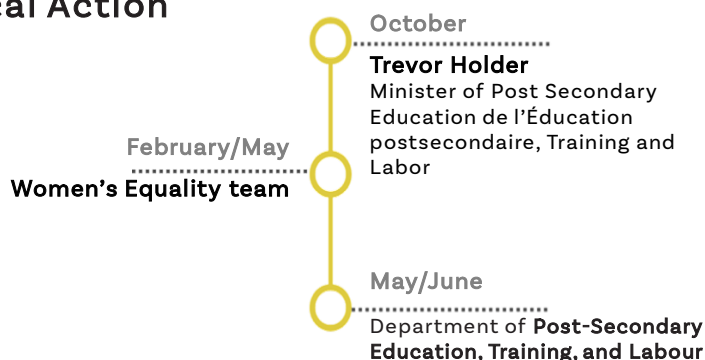 Action
October
Trevor Holder
Minister of Post Secondary
Education de l'Éducation
postsecondaire, Training and
Labor
February/May
Women's Equality team
May/June
Department of Post-Secondary
Education, Training, and Labour